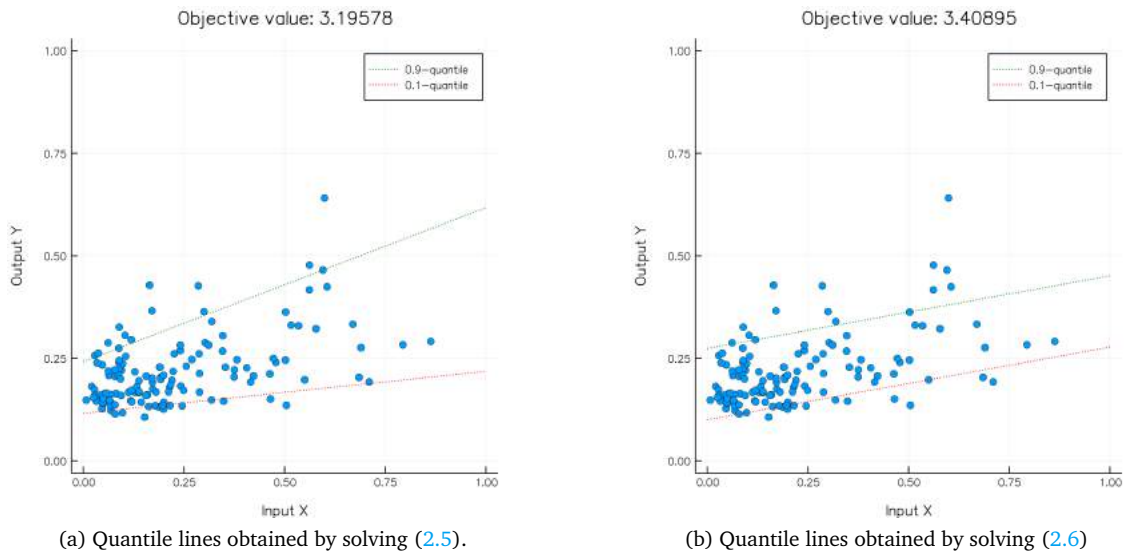 Objective value: 3.19578
1.00
0.75
0.50
0.25
0.00
Output Y
0.9-quantile
0.1-quantile
0.00
0.25
0.50
0.75
1.00
Input X
(a) Quantile lines obtained by solving (2.5).
Objective value: 3.40895
1.00
0.75
0.50
0.25
0.00
Output Y
0.9-quantile
0.1-quantile
0.00
0.25
0.50
0.75
1.00
Input X
(b) Quantile lines obtained by solving (2.6)